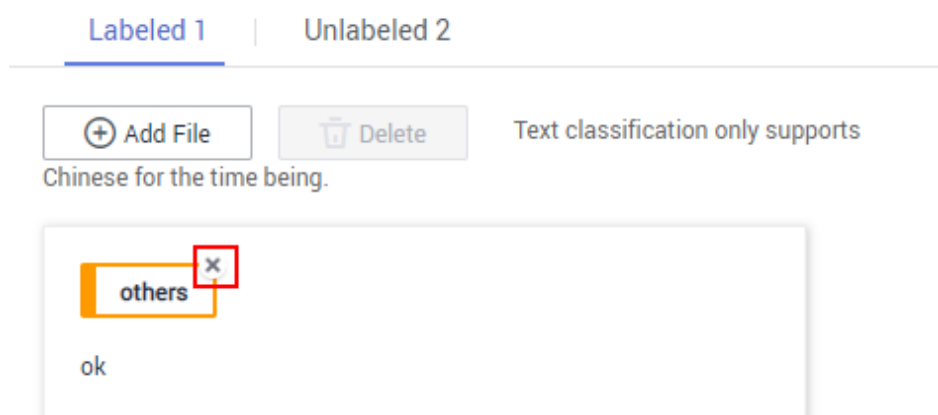 Labeled 1 Unlabeled 2
Add File Delete Text classification only supports
Chinese for the time being.
others
ok